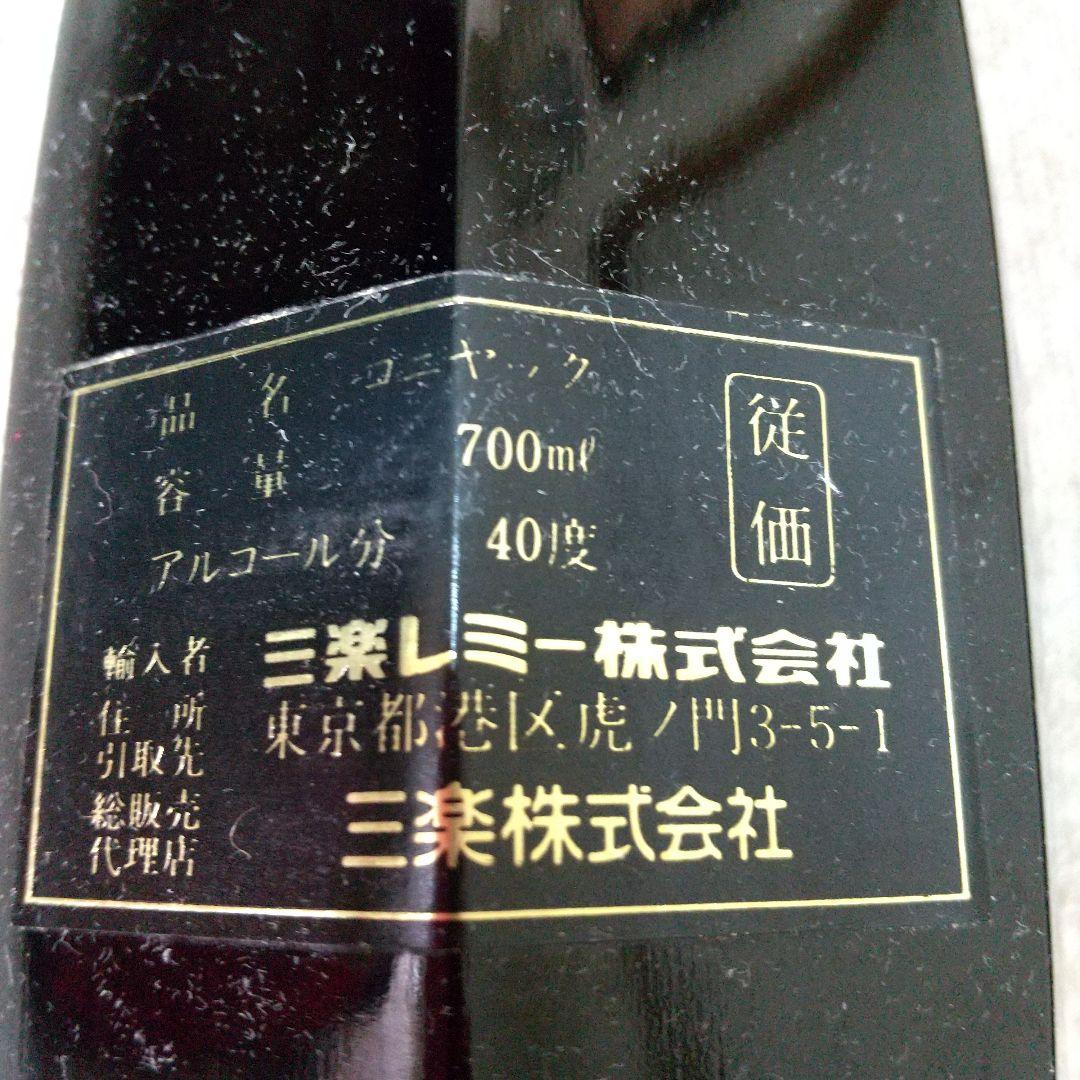 品名 コニヤック
容量 700mℓ
アルコール分 40度
従価
輸入者 三楽レミー株式会社
住所 東京都港区虎ノ門3-5-1
引取先
総販売代理店 三楽株式会社